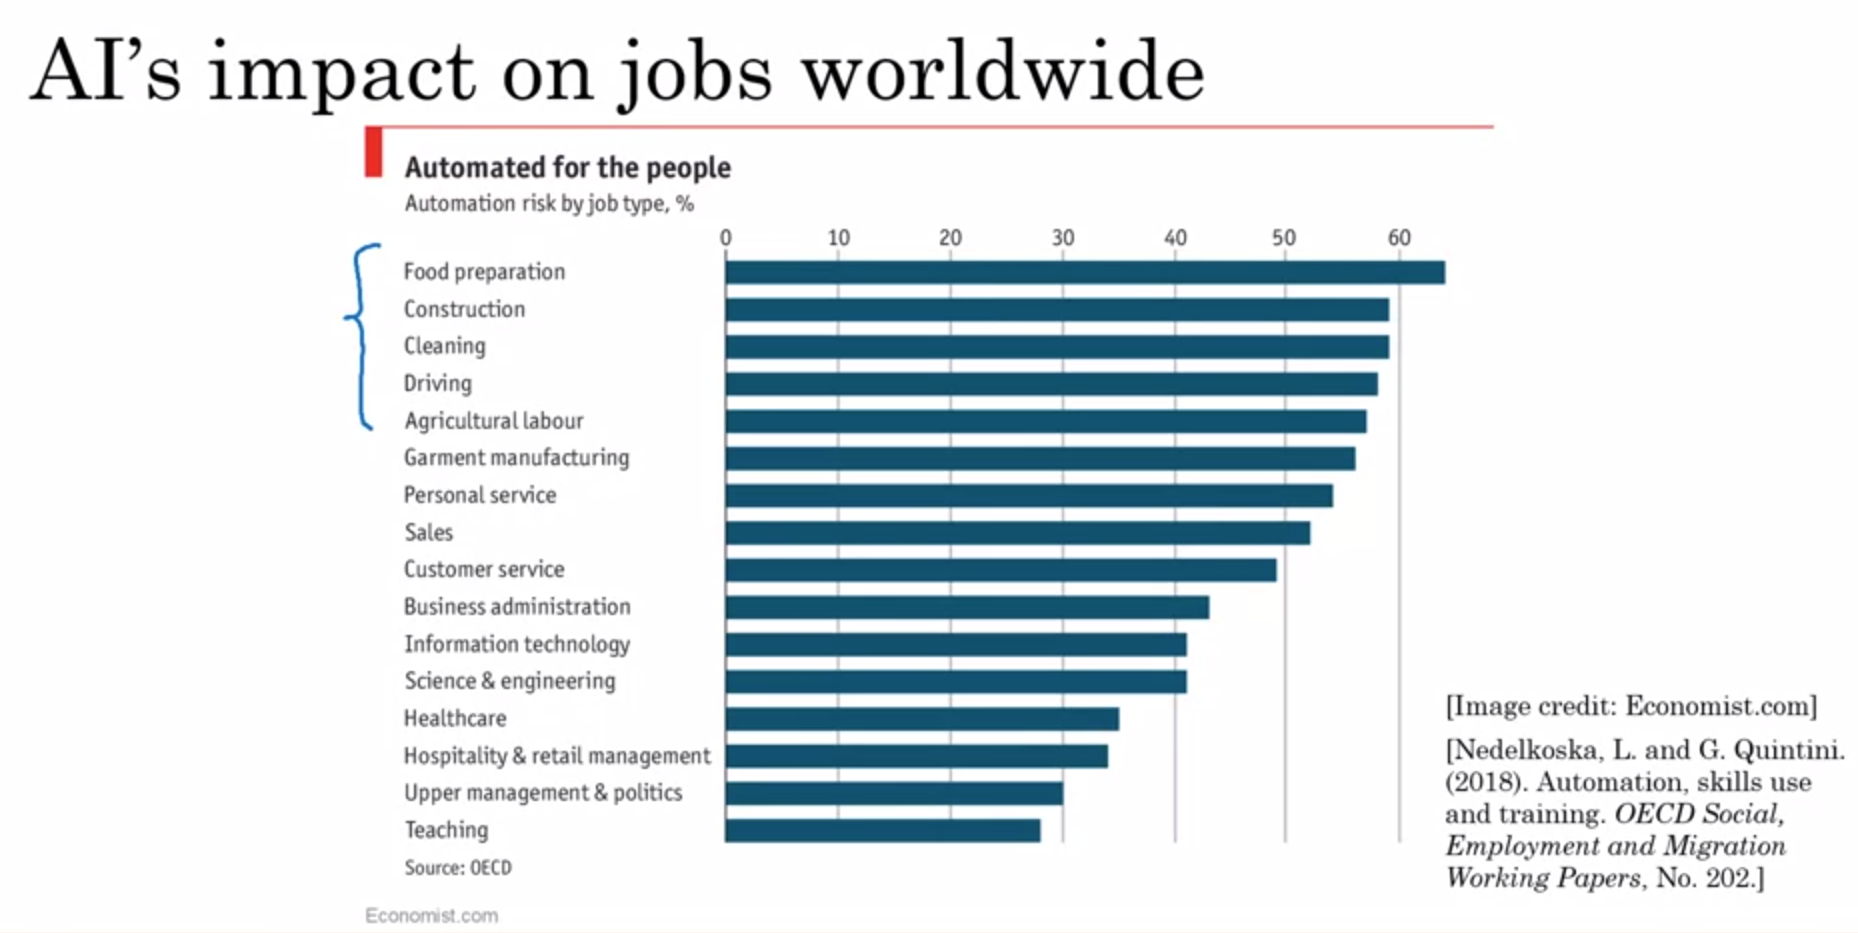 AI’s impact on jobs worldwide
Automated for the people
Automation risk by job type, %
0 10 20 30 40 50 60
Food preparation
Construction
Cleaning
Driving
Agricultural labour
Garment manufacturing
Personal service
Sales
Customer service
Business administration
Information technology
Science & engineering
Healthcare
Hospitality & retail management
Upper management & politics
Teaching
Source: OECD
Economist.com
[Image credit: Economist.com]
[Nedelkoska, L. and G. Quintini.
(2018). Automation, skills use
and training. OECD Social,
Employment and Migration
Working Papers, No. 202.]